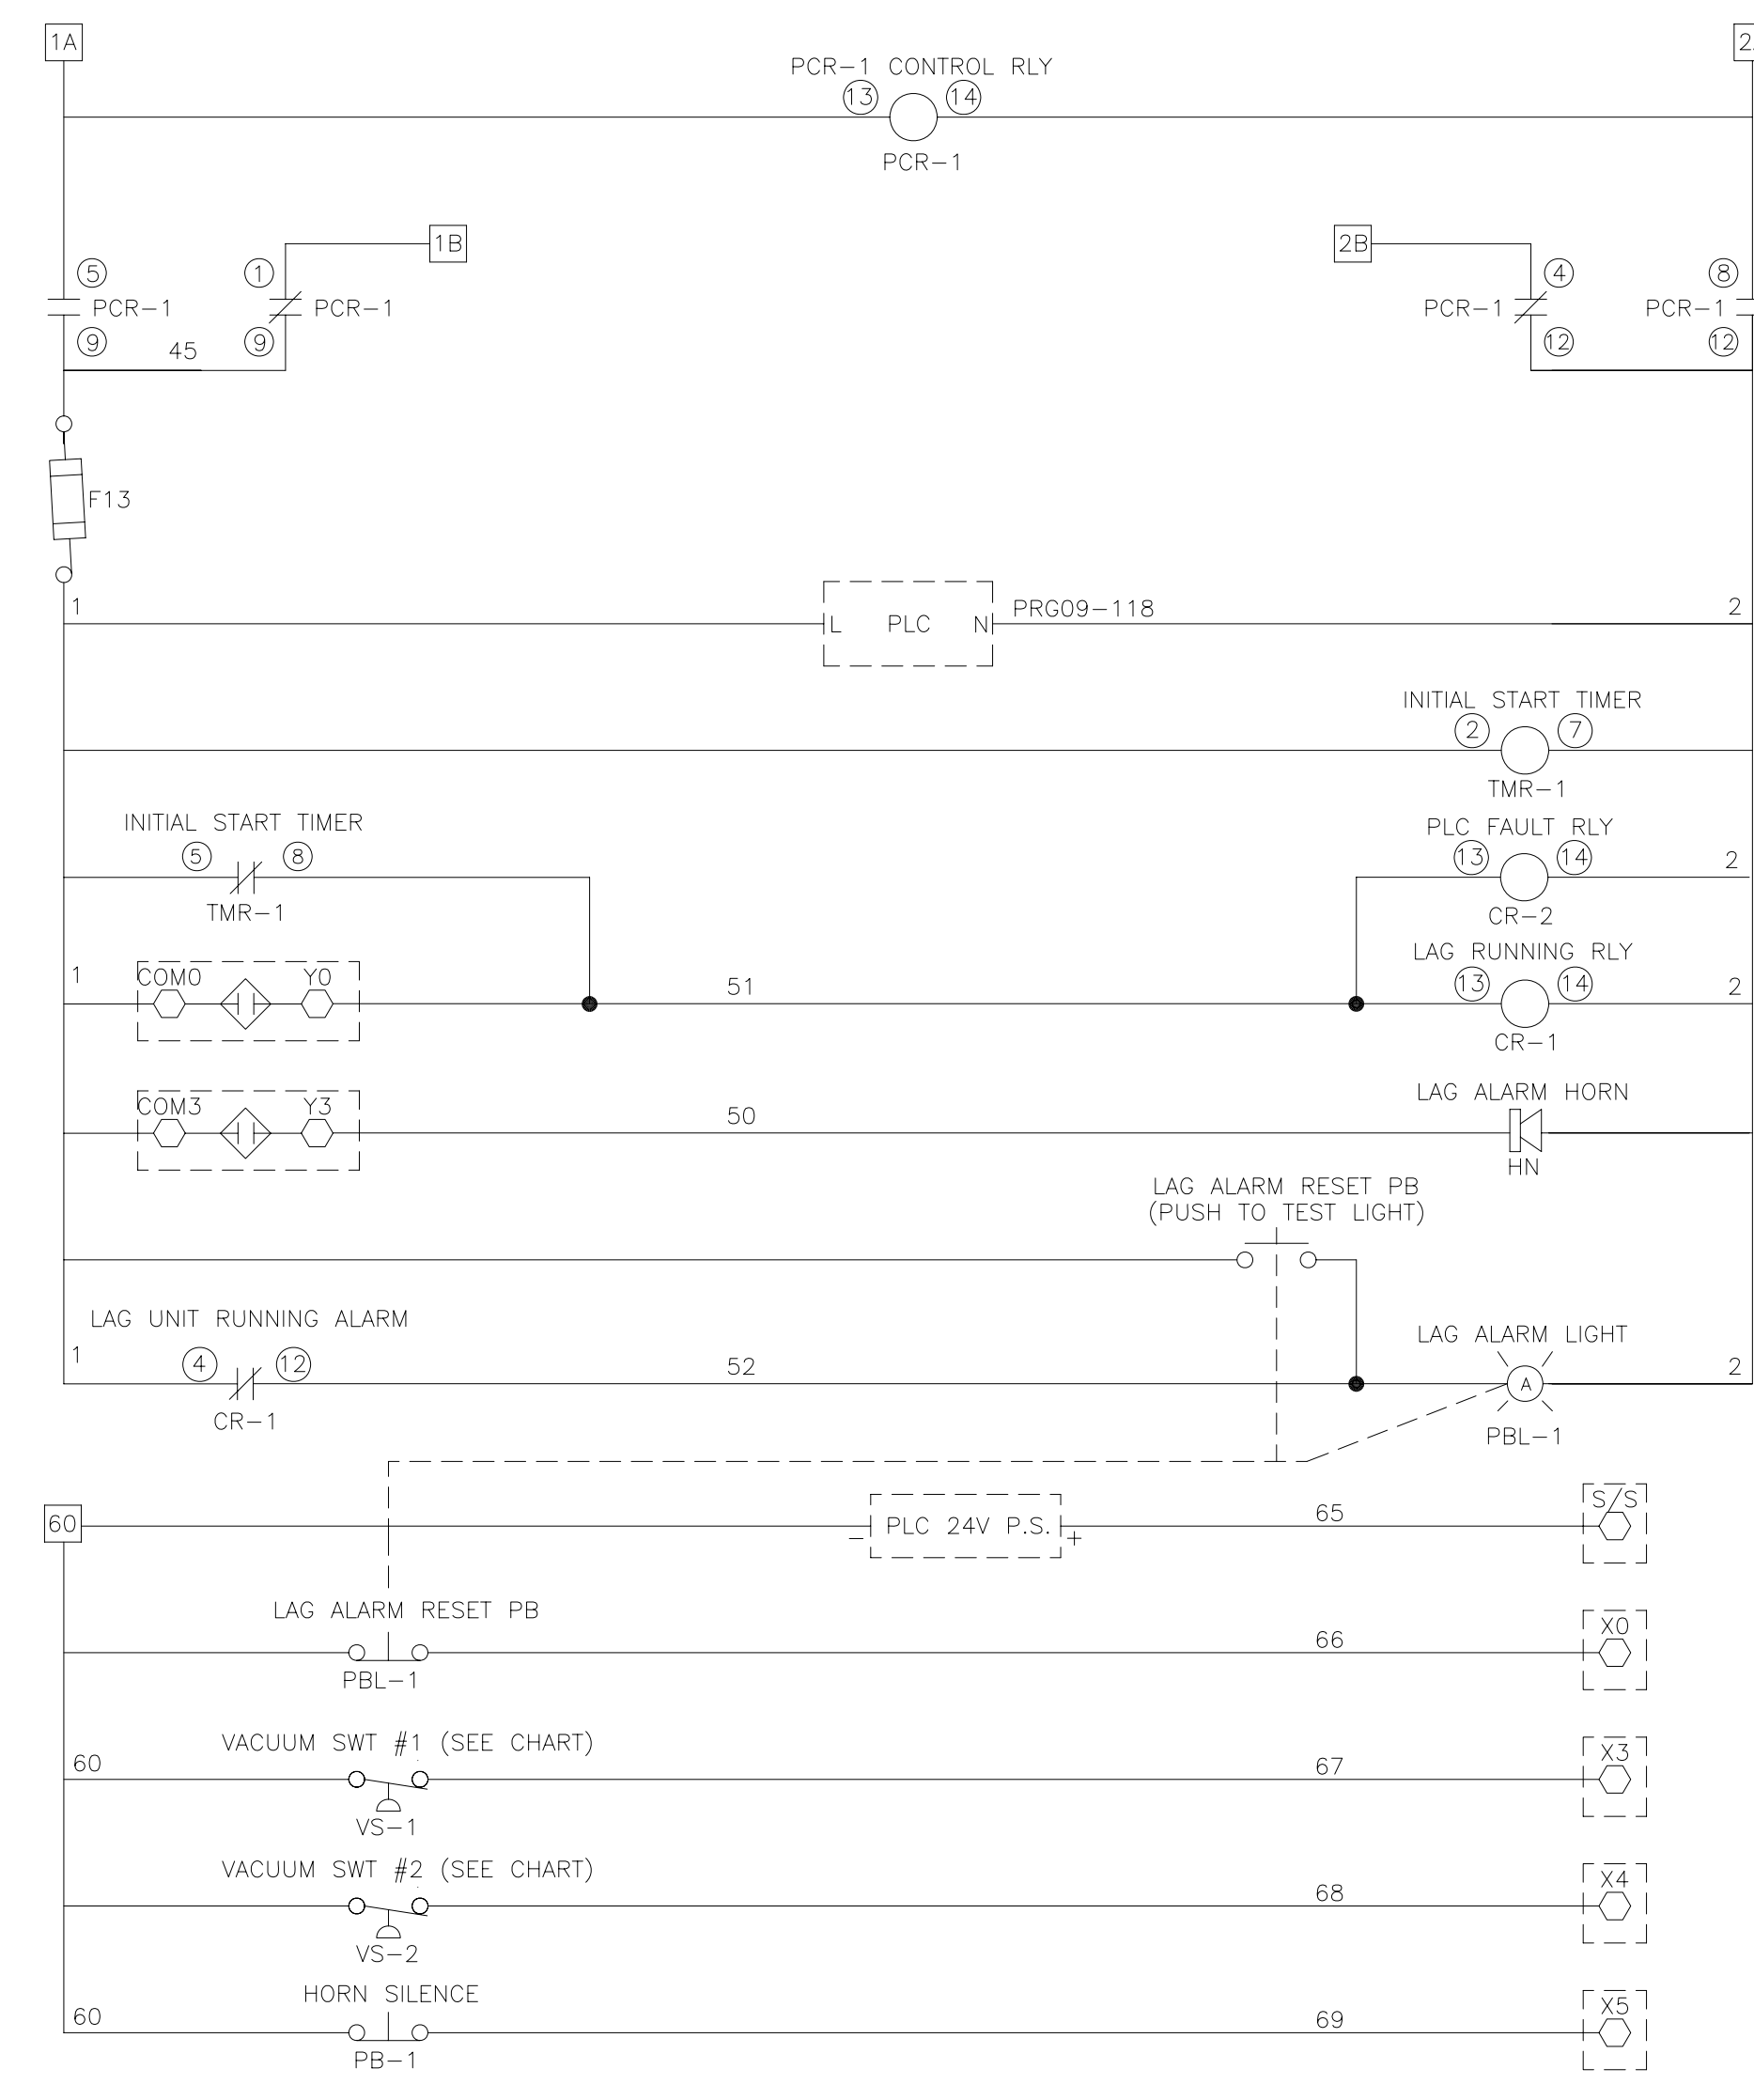 1A
2
PCR-1 CONTROL RLY
13 14
PCR-1
1B
2B
5 1 4 8
PCR-1 PCR-1 PCR-1 PCR-1
9 45 9 12 12
F13
1 L PLC N PRG09-118 2
INITIAL START TIMER
2 7
TMR-1
INITIAL START TIMER
5 8
TMR-1
PLC FAULT RLY
13 14 2
CR-2
LAG RUNNING RLY
1 COM0 Y0 51 13 14 2
CR-1
LAG ALARM HORN
COM3 Y3 50
HN
LAG ALARM RESET PB
(PUSH TO TEST LIGHT)
LAG UNIT RUNNING ALARM
LAG ALARM LIGHT
1 4 12 52 A 2
CR-1
PBL-1
60 - PLC 24V P.S. + 65 S/S
LAG ALARM RESET PB
66 X0
PBL-1
VACUUM SWT #1 (SEE CHART)
60 67 X3
VS-1
VACUUM SWT #2 (SEE CHART)
68 X4
VS-2
HORN SILENCE
60 69 X5
PB-1